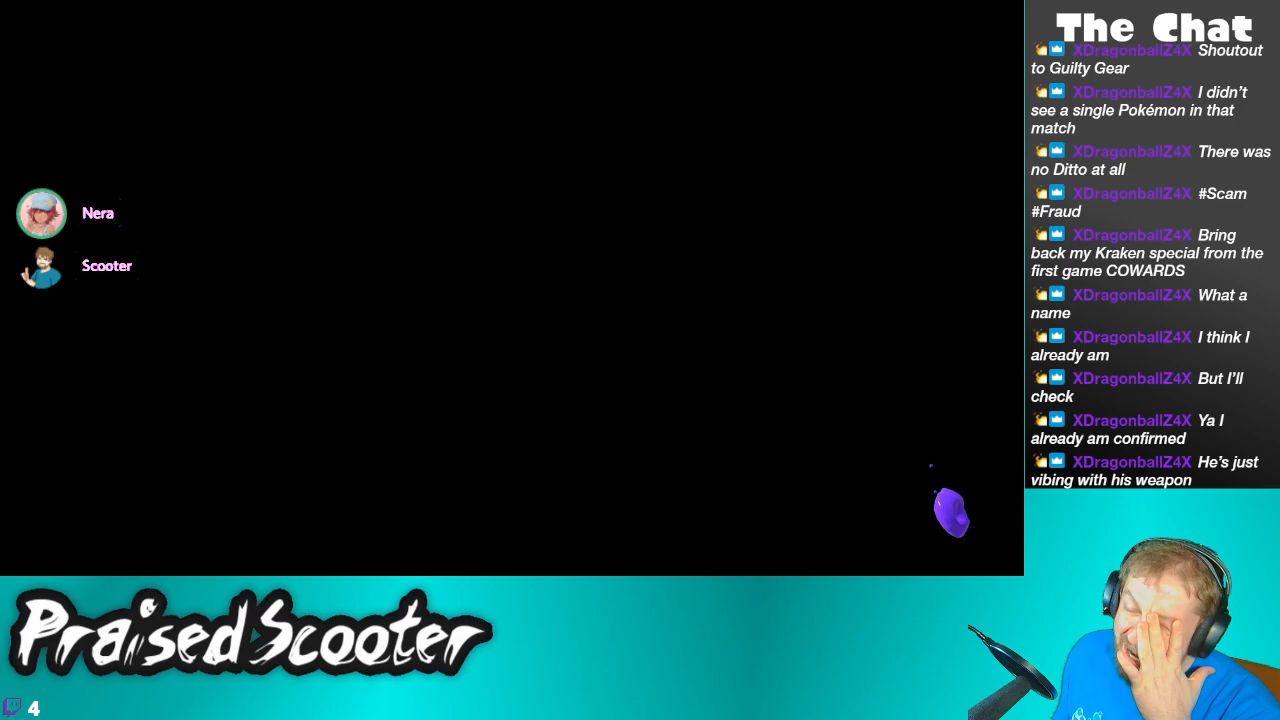 The Chat
XDragonballZ4X Shoutout
to Guilty Gear
XDragonballZ4X I didn't
see a single Pokémon in that
match
XDragonballZ4X There was
no Ditto at all
XDragonballZ4X #Scam
#Fraud
XDragonballZ4X Bring
back my Kraken special from the
first game COWARDS
XDragonballZ4X What a
name
XDragonballZ4X I think I
already am
XDragonballZ4X But I'll
check
XDragonballZ4X Ya I
already am confirmed
XDragonballZ4X He's just
vibing with his weapon
Nera
Scooter
PraisedScooter
4